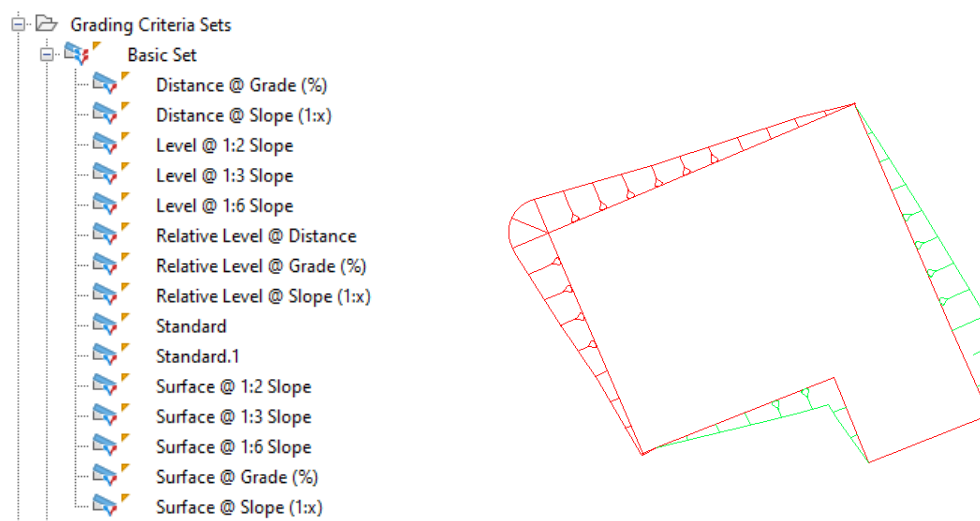 Grading Criteria Sets
Basic Set
Distance @ Grade (%)
Distance @ Slope (1:x)
Level @ 1:2 Slope
Level @ 1:3 Slope
Level @ 1:6 Slope
Relative Level @ Distance
Relative Level @ Grade (%)
Relative Level @ Slope (1:x)
Standard
Standard.1
Surface @ 1:2 Slope
Surface @ 1:3 Slope
Surface @ 1:6 Slope
Surface @ Grade (%)
Surface @ Slope (1:x)